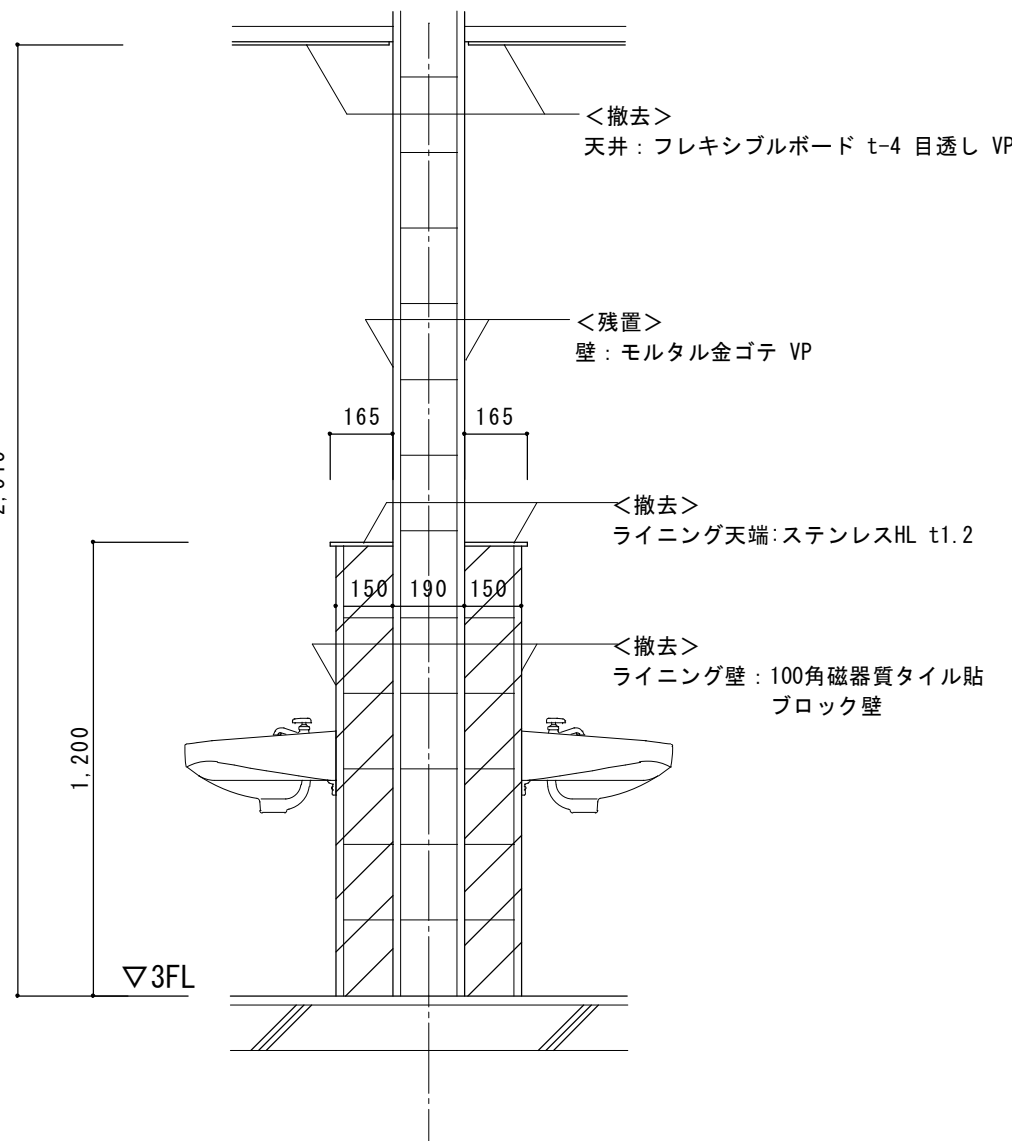 ＜撤去＞
天井：フレキシブルボード t-4 目透し VP
＜残置＞
壁：モルタル金ゴテ VP
165
165
＜撤去＞
ライニング天端:ステンレスHL t1.2
150
190
150
＜撤去＞
ライニング壁：100角磁器質タイル貼
ブロック壁
1,200
▽3FL